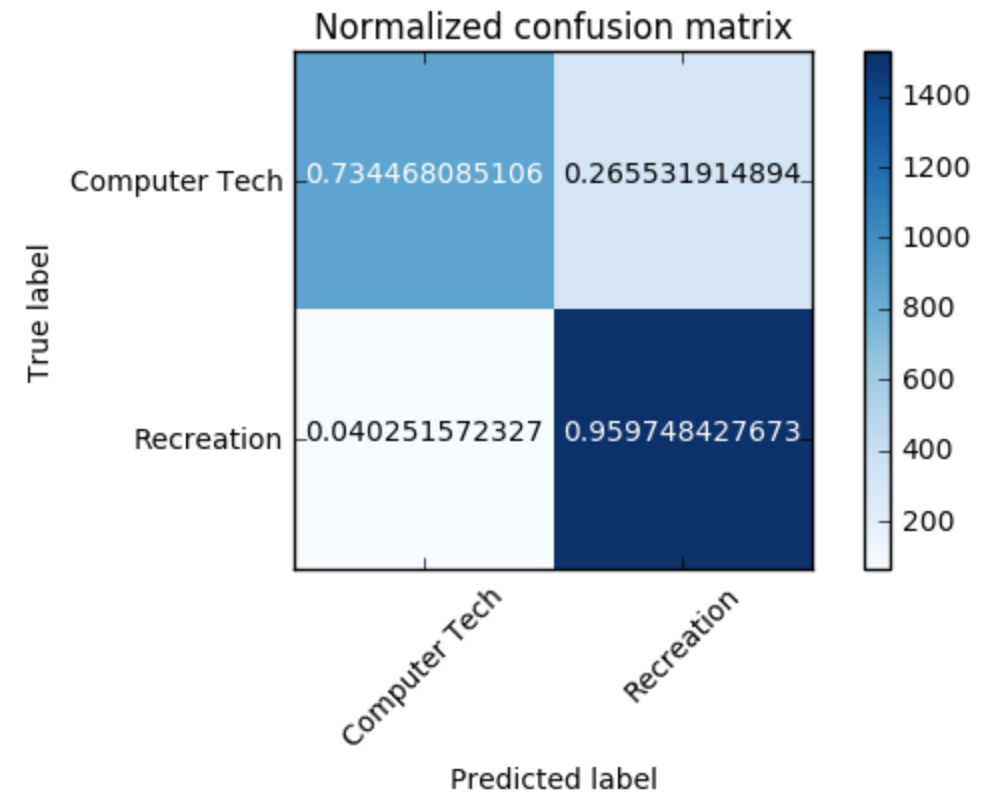 Normalized confusion matrix
True label
Computer Tech
0.734468085106
0.265531914894
Recreation
0.040251572327
0.959748427673
Computer Tech
Recreation
Predicted label
1400
1200
1000
800
600
400
200